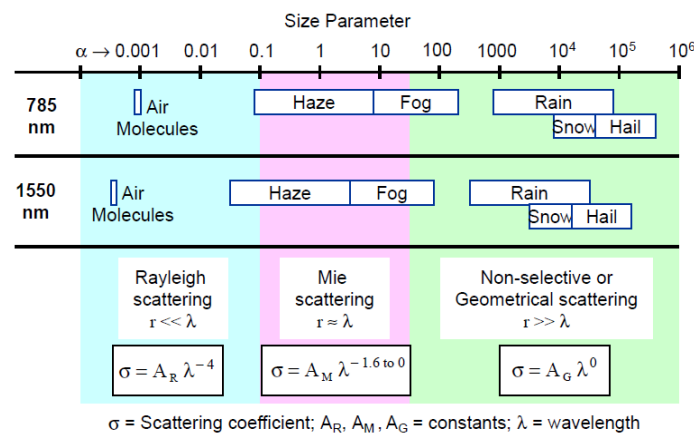 Size Parameter
α → 0.001 0.01 0.1 1 10 100 1000 10⁴ 10⁵ 10⁶
785 nm
Air Molecules
Haze Fog Rain
Snow Hail
1550 nm
Air Molecules
Haze Fog Rain
Snow Hail
Rayleigh scattering
r << λ
Mie scattering
r ≈ λ
Non-selective or Geometrical scattering
r >> λ
σ = A_R λ⁻⁴
σ = A_M λ^(−1.6 to 0)
σ = A_G λ⁰
σ = Scattering coefficient; A_R, A_M, A_G = constants; λ = wavelength